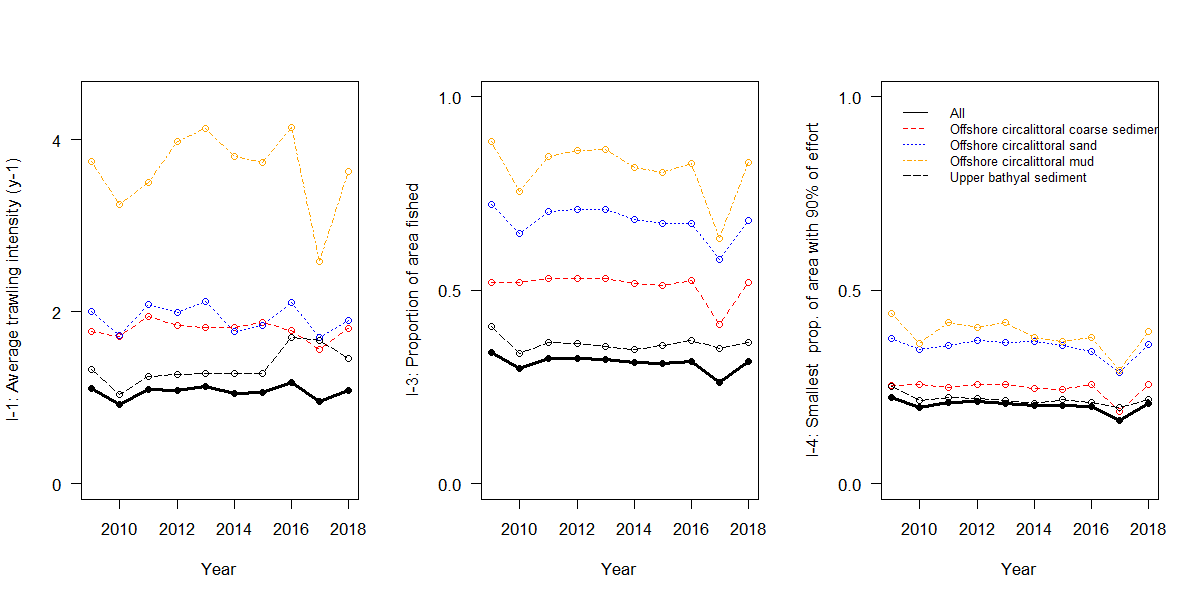 I-1: Average trawling intensity (y-1)
4
2
0
2010 2012 2014 2016 2018
Year
I-3: Proportion of area fished
1.0
0.5
0.0
2010 2012 2014 2016 2018
Year
I-4: Smallest prop. of area with 90% of effort
1.0
0.5
0.0
All
Offshore circalittoral coarse sedimer
Offshore circalittoral sand
Offshore circalittoral mud
Upper bathyal sediment
2010 2012 2014 2016 2018
Year